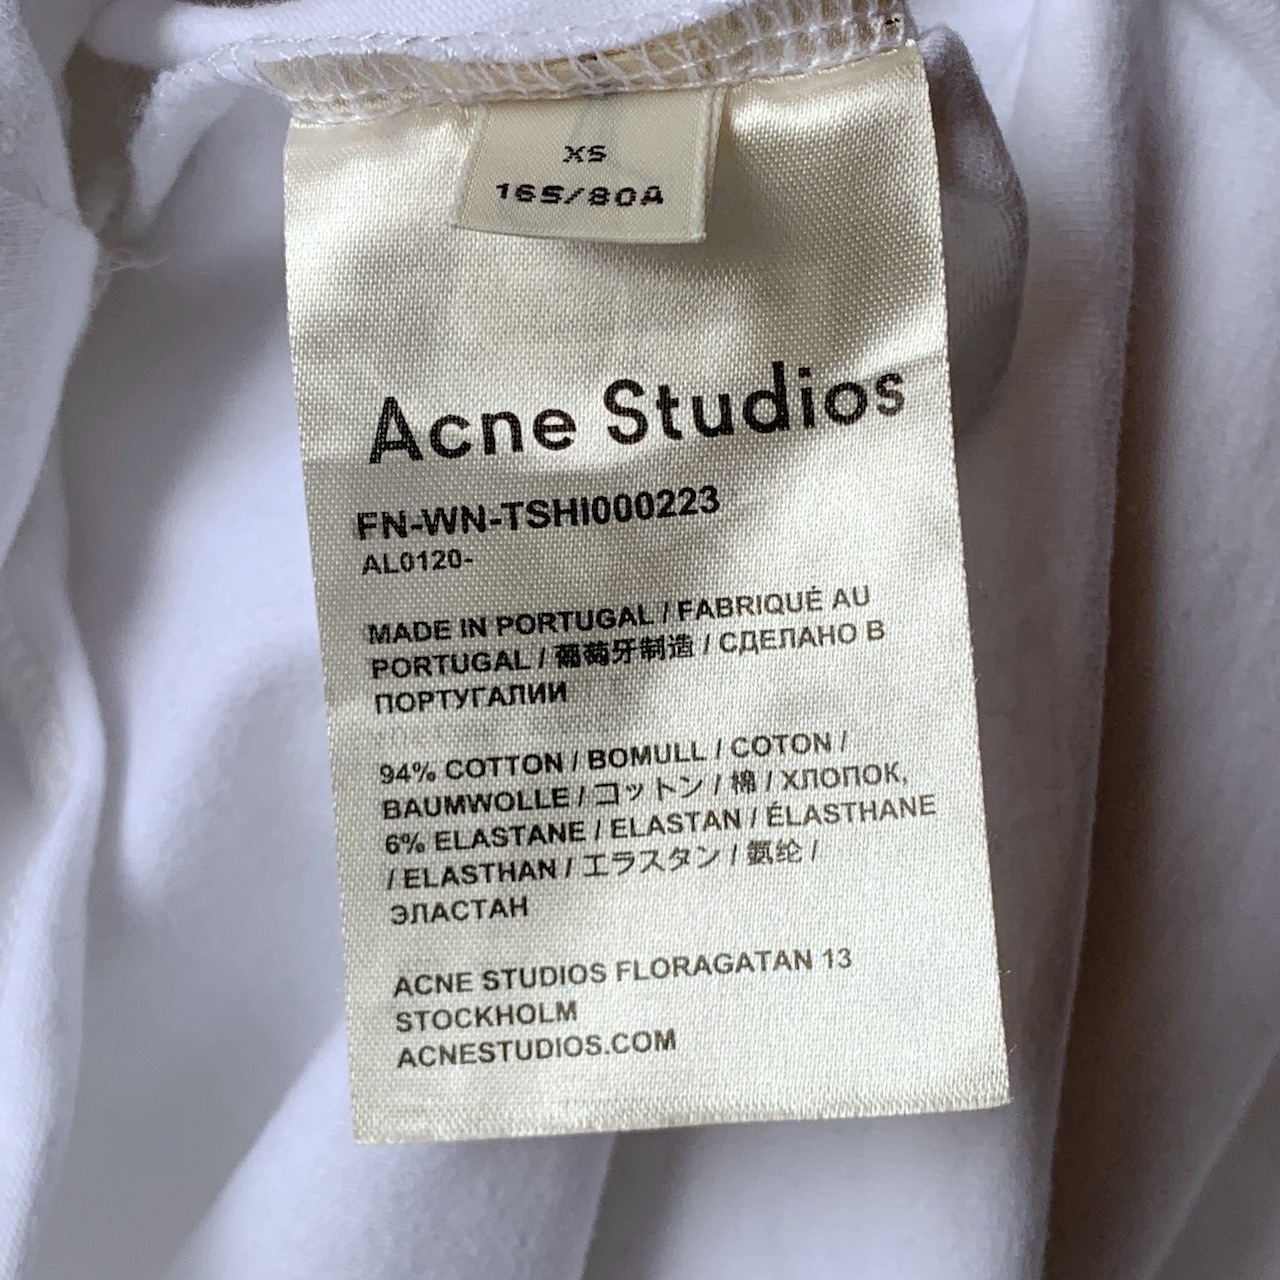 XS
165/80A
Acne Studios
FN-WN-TSHI000223
AL0120-
MADE IN PORTUGAL / FABRIQUÉ AU
PORTUGAL / 葡萄牙制造 / СДЕЛАНО В
ПОРТУГАЛИИ
94% COTTON / BOMULL / COTON /
BAUMWOLLE / コットン / 棉 / ХЛОПОК,
6% ELASTANE / ELASTAN / ÉLASTHANE
/ ELASTHAN / エラスタン / 氨纶 /
ЭЛАСТАН
ACNE STUDIOS FLORAGATAN 13
STOCKHOLM
ACNESTUDIOS.COM